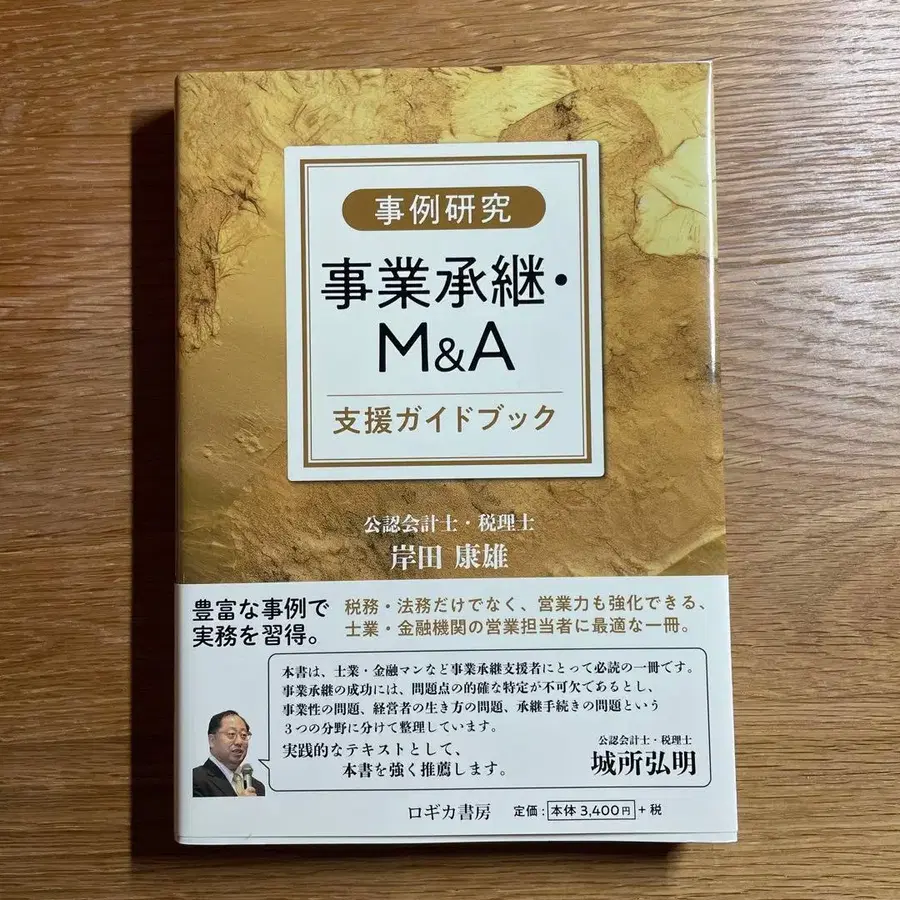 事例研究
事業承継・
M&A
支援ガイドブック
公認会計士・税理士
岸田 康雄
豊富な事例で
実務を習得。
税務・法務だけでなく、営業力も強化できる、
士業・金融機関の営業担当者に最適な一冊。
本書は、士業・金融マンなど事業承継支援者にとって必読の一冊です。
事業承継の成功には、問題点の的確な特定が不可欠であるとし、
事業性の問題、経営者の生き方の問題、承継手続きの問題という
3つの分野に分けて整理しています。
実践的なテキストとして、
本書を強く推薦します。
公認会計士・税理士
城所弘明
ロギカ書房
定価:本体3,400円+税